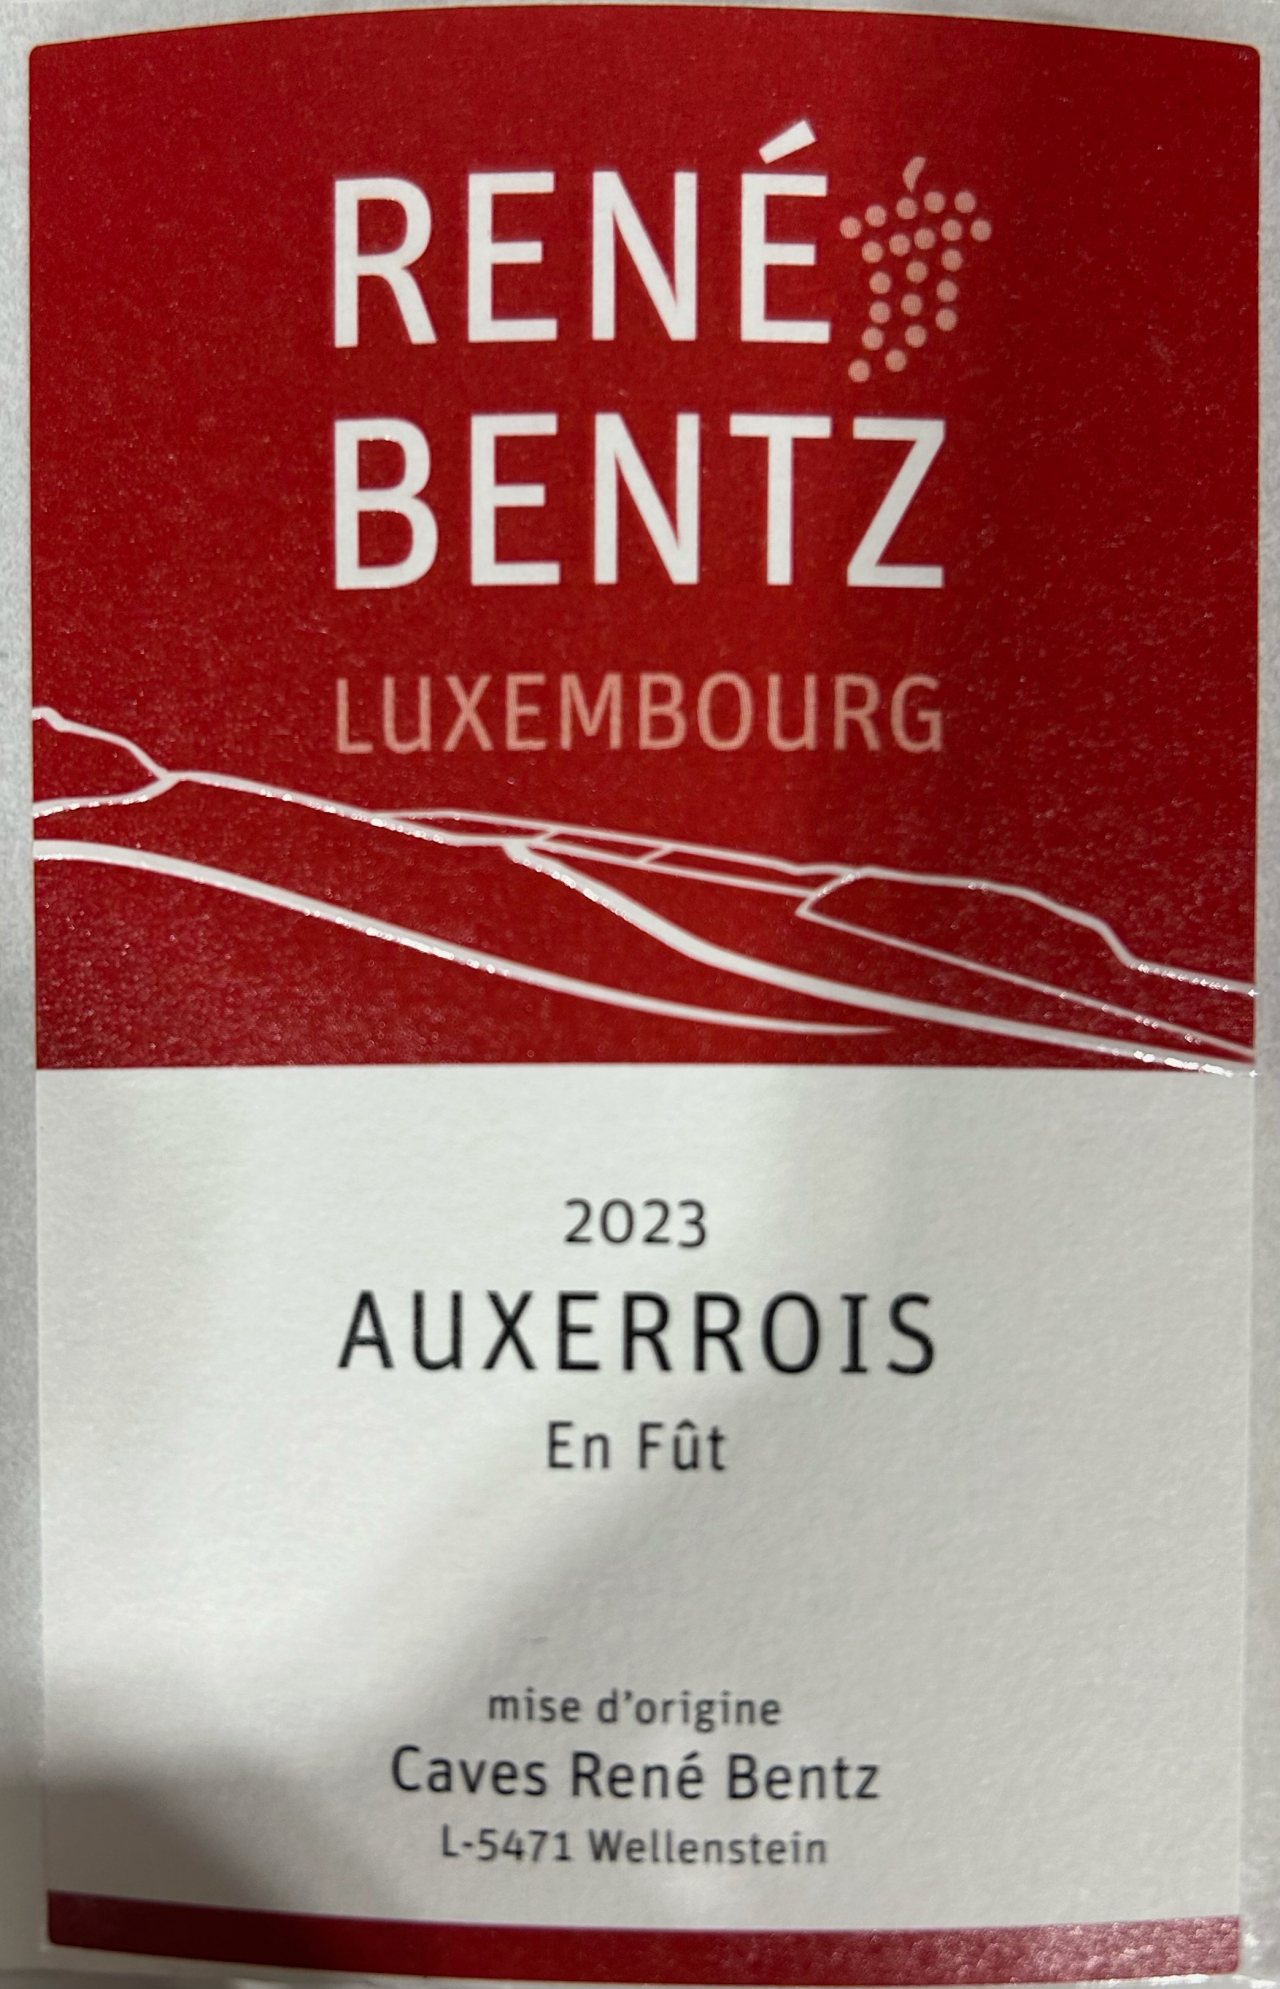 RENÉ
BENTZ
LUXEMBOURG
2023
AUXERROIS
En Fût
mise d'origine
Caves René Bentz
L-5471 Wellenstein